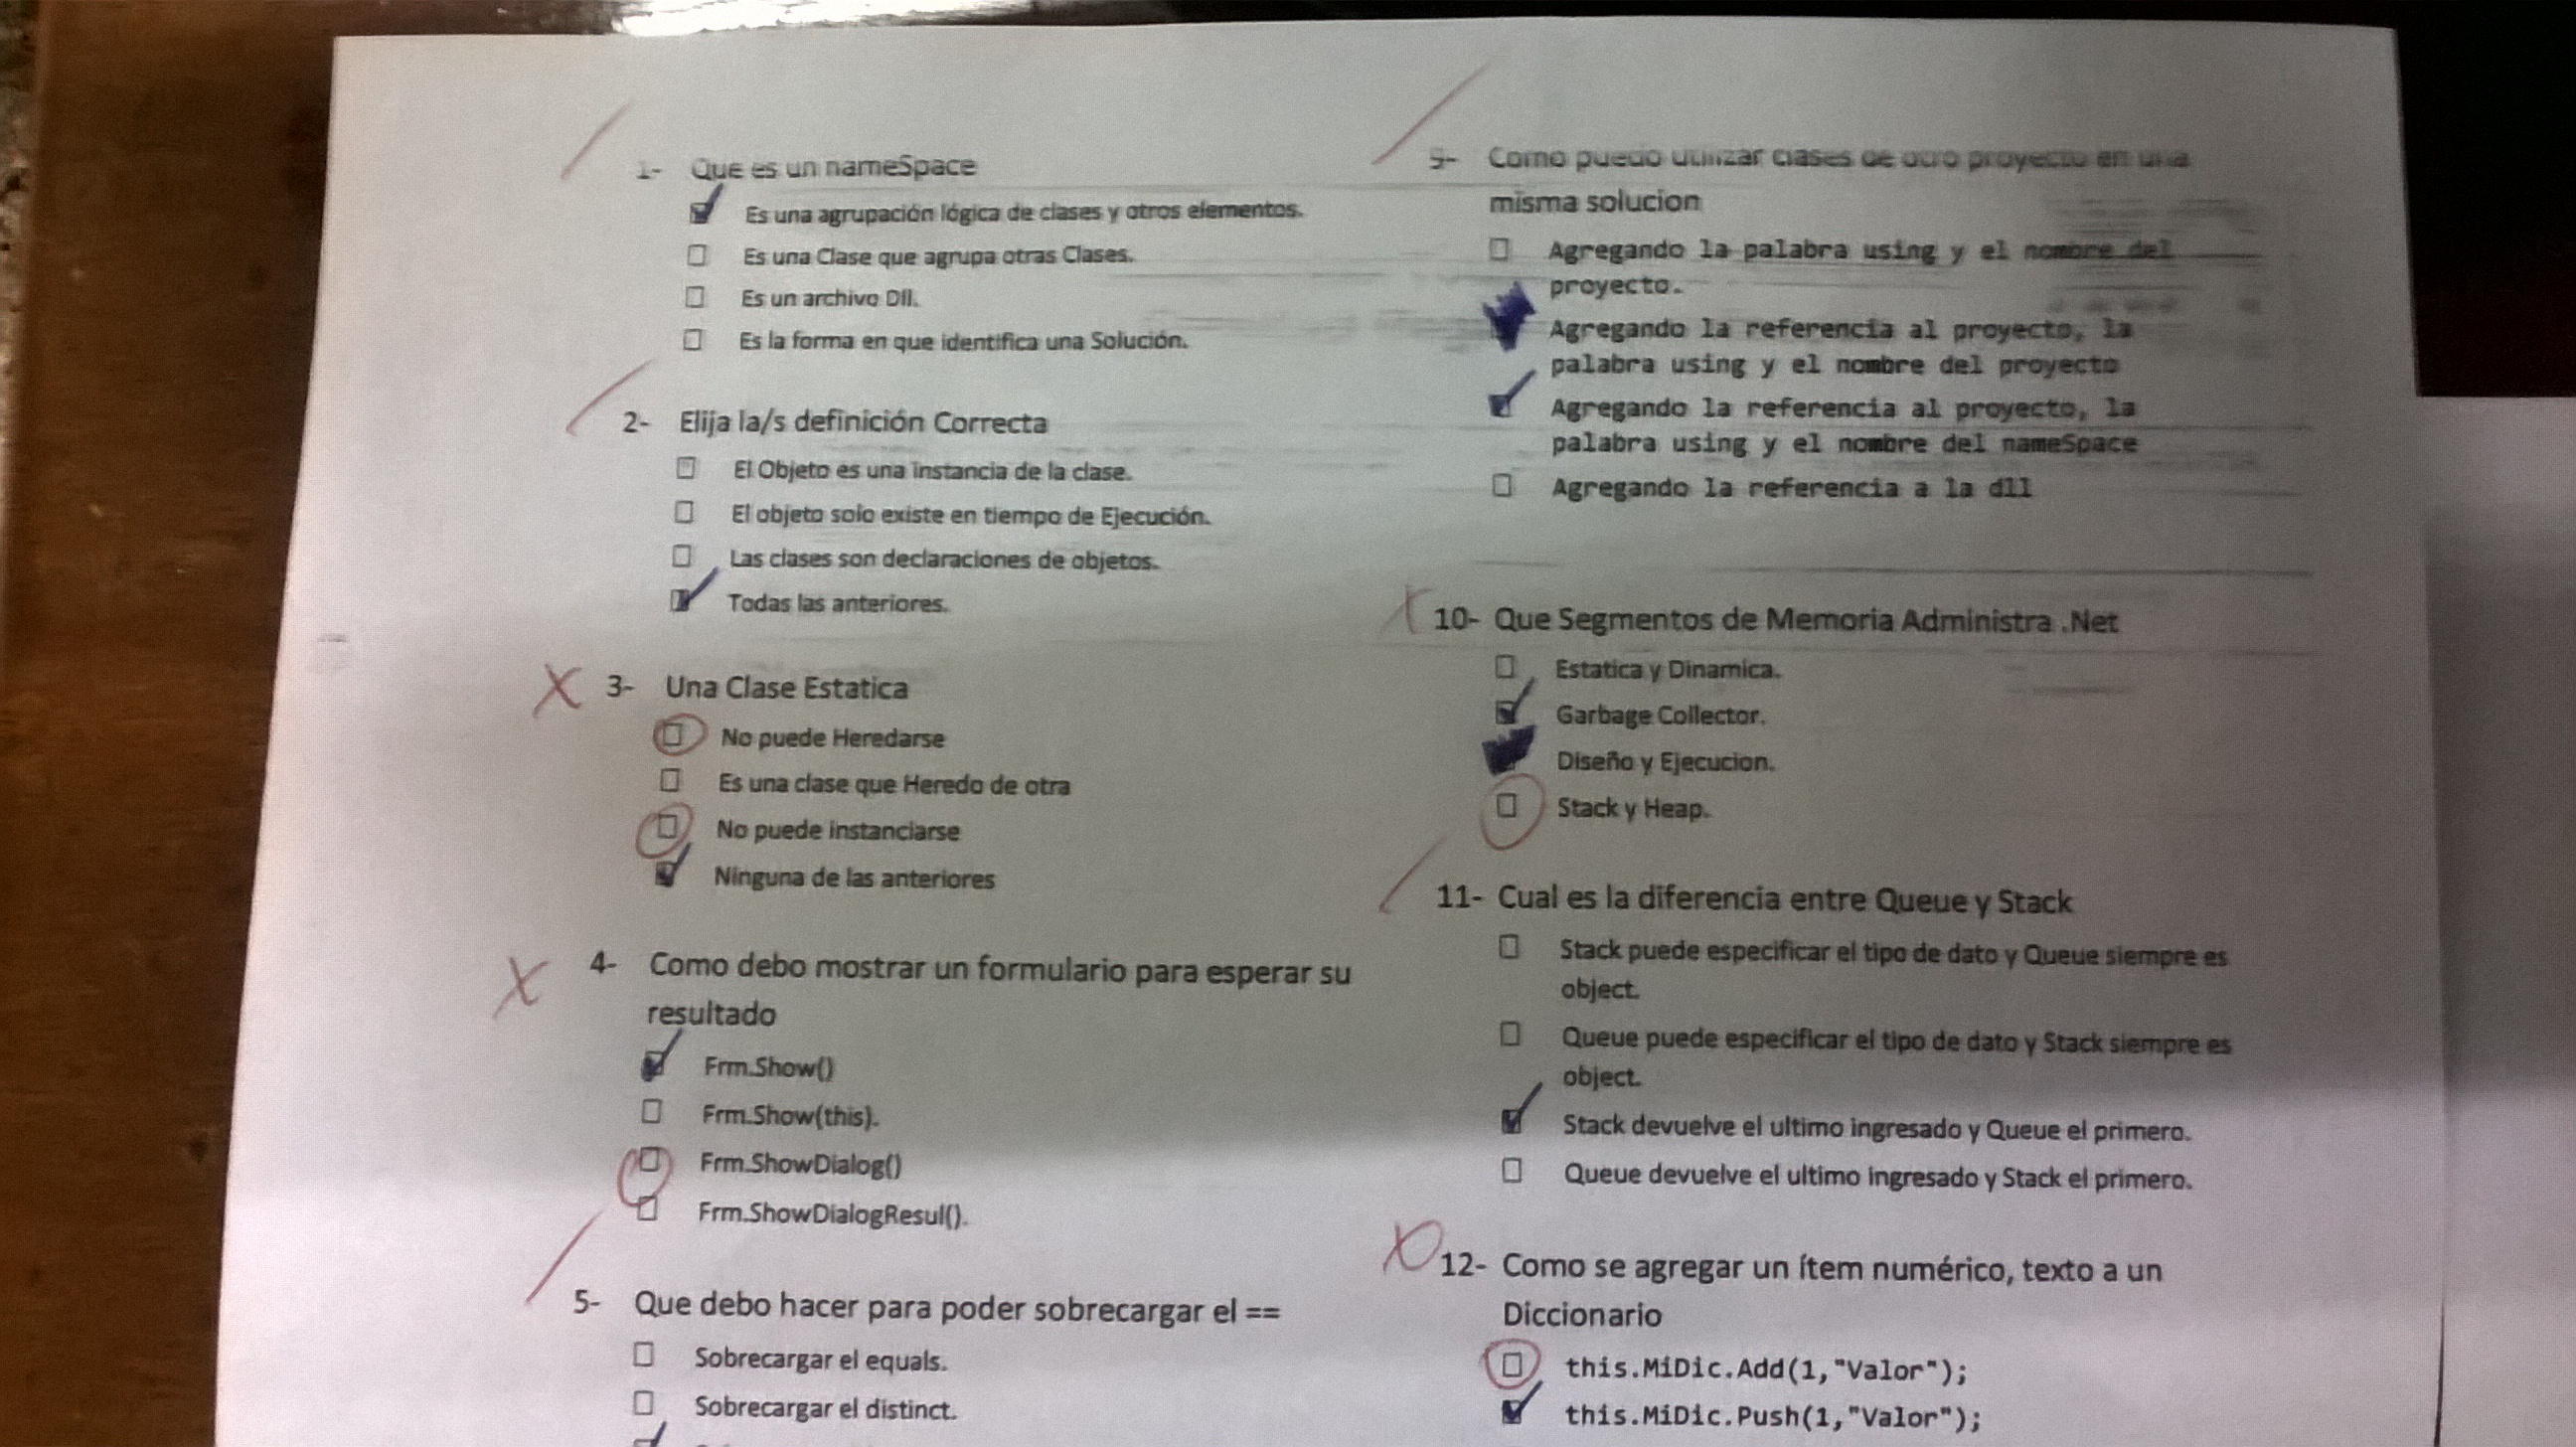 1- Que es un nameSpace
Es una agrupación lógica de clases y otros elementos.
Es una Clase que agrupa otras Clases.
Es un archivo Dll.
Es la forma en que identifica una Solución.
2- Elija la/s definición Correcta
El Objeto es una instancia de la clase.
El objeto solo existe en tiempo de Ejecución.
Las clases son declaraciones de objetos.
Todas las anteriores.
3- Una Clase Estatica
No puede Heredarse
Es una clase que Heredo de otra
No puede instanciarse
Ninguna de las anteriores
4- Como debo mostrar un formulario para esperar su
resultado
Frm.Show()
Frm.Show(this).
Frm.ShowDialog()
Frm.ShowDialogResul().
5- Que debo hacer para poder sobrecargar el ==
Sobrecargar el equals.
Sobrecargar el distinct.
9- Como puedo utilizar clases de otro proyecto en una
misma solucion
Agregando la palabra using y el nombre del
proyecto.
Agregando la referencia al proyecto, la
palabra using y el nombre del proyecto
Agregando la referencia al proyecto, la
palabra using y el nombre del nameSpace
Agregando la referencia a la dll
10- Que Segmentos de Memoria Administra .Net
Estatica y Dinamica.
Garbage Collector.
Diseño y Ejecucion.
Stack y Heap.
11- Cual es la diferencia entre Queue y Stack
Stack puede especificar el tipo de dato y Queue siempre es
object.
Queue puede especificar el tipo de dato y Stack siempre es
object.
Stack devuelve el ultimo ingresado y Queue el primero.
Queue devuelve el ultimo ingresado y Stack el primero.
12- Como se agregar un ítem numérico, texto a un
Diccionario
this.MiDic.Add(1,"Valor");
this.MiDic.Push(1,"Valor");